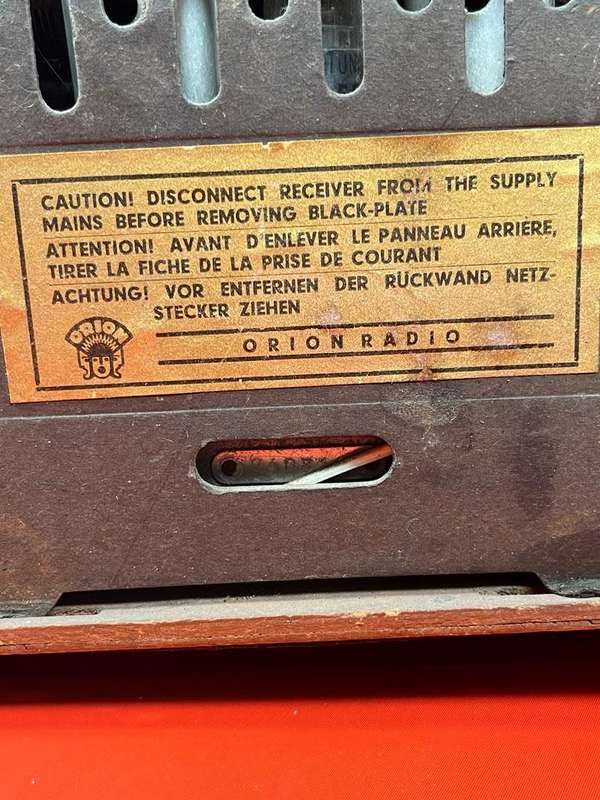 CAUTION! DISCONNECT RECEIVER FROM THE SUPPLY
MAINS BEFORE REMOVING BLACK-PLATE
ATTENTION! AVANT D'ENLEVER LE PANNEAU ARRIÈRE,
TIRER LA FICHE DE LA PRISE DE COURANT
ACHTUNG! VOR ENTFERNEN DER RÜCKWAND NETZ-
STECKER ZIEHEN
ORION
ORION RADIO